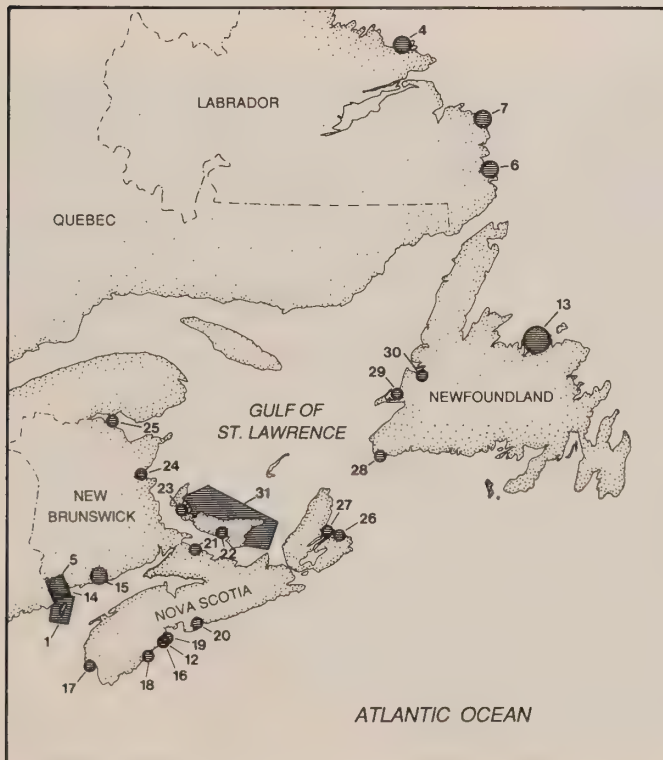 4
LABRADOR
7
6
QUEBEC
13
30
29
NEWFOUNDLAND
GULF OF
ST. LAWRENCE
25
28
24
31
NEW
BRUNSWICK
23
27
26
21
22
5
14
15
NOVA SCOTIA
1
20
19
12
16
17
18
ATLANTIC OCEAN